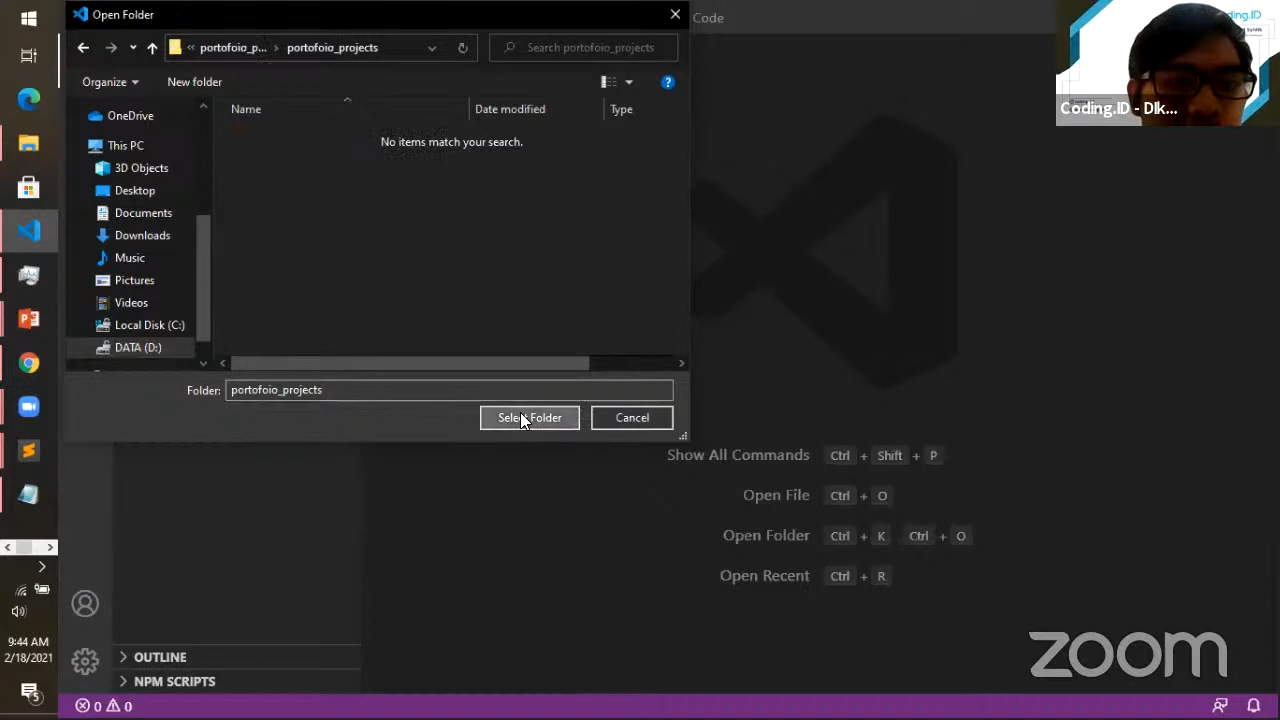 Open Folder
Code
Coding.ID
portofoio_p...
portofoio_projects
Search portofoio_projects
Organize
New folder
Name
Date modified
Type
Coding.ID - DIk...
No items match your search.
OneDrive
This PC
3D Objects
Desktop
Documents
Downloads
Music
Pictures
Videos
Local Disk (C:)
DATA (D:)
Folder:
portofoio_projects
Select Folder
Cancel
Show All Commands Ctrl + Shift + P
Open File Ctrl + O
Open Folder Ctrl + K Ctrl + O
Open Recent Ctrl + R
9:44 AM
2/18/2021
5
OUTLINE
NPM SCRIPTS
0 0
zoom